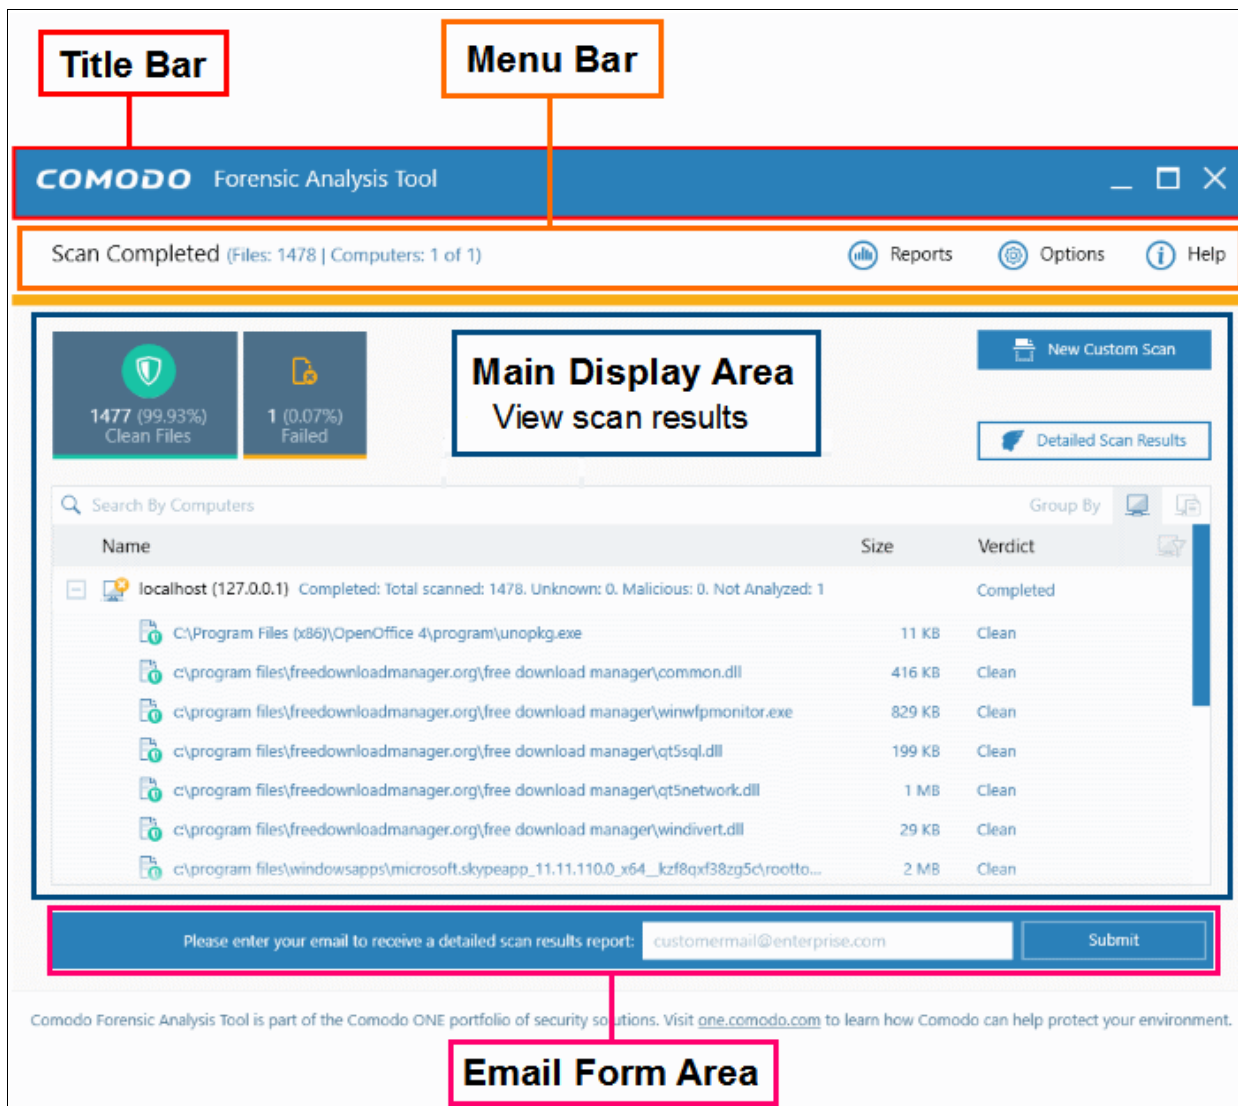 Title Bar
Menu Bar
COMODO Forensic Analysis Tool
Scan Completed (Files: 1478 | Computers: 1 of 1)
Reports
Options
Help
1477 (99.93%)
Clean Files
1 (0.07%)
Failed
Main Display Area
View scan results
New Custom Scan
Detailed Scan Results
Search By Computers
Group By
Name Size Verdict
localhost (127.0.0.1) Completed: Total scanned: 1478. Unknown: 0. Malicious: 0. Not Analyzed: 1 Completed
C:\Program Files (x86)\OpenOffice 4\program\unopkg.exe 11 KB Clean
c:\program files\freedownloadmanager.org\free download manager\common.dll 416 KB Clean
c:\program files\freedownloadmanager.org\free download manager\winwfpmonitor.exe 829 KB Clean
c:\program files\freedownloadmanager.org\free download manager\qt5sql.dll 199 KB Clean
c:\program files\freedownloadmanager.org\free download manager\qt5network.dll 1 MB Clean
c:\program files\freedownloadmanager.org\free download manager\windivert.dll 29 KB Clean
c:\program files\windowsapps\microsoft.skypeapp_11.11.110.0_x64__kzf8qxf38zg5c\rootto... 2 MB Clean
Please enter your email to receive a detailed scan results report: customermail@enterprise.com Submit
Comodo Forensic Analysis Tool is part of the Comodo ONE portfolio of security solutions. Visit one.comodo.com to learn how Comodo can help protect your environment.
Email Form Area